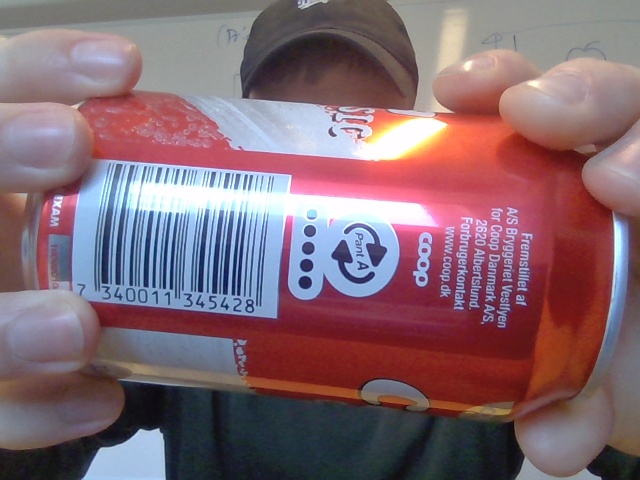 7 340011 345428
Pant A
coop
Fremstillet af
A/S Bryggeriet Vestfyen
for Coop Danmark A/S,
2620 Albertslund.
Forbrugerkontakt
www.coop.dk